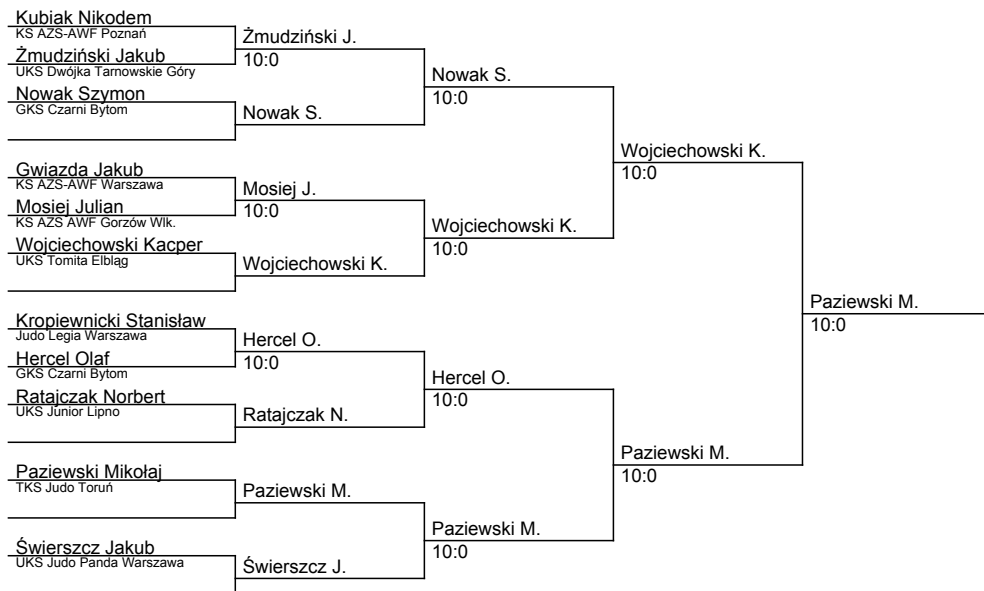 Kubiak Nikodem
KS AZS-AWF Poznań
Żmudziński Jakub
UKS Dwójka Tarnowskie Góry
Nowak Szymon
GKS Czarni Bytom
Gwiazda Jakub
KS AZS-AWF Warszawa
Mosiej Julian
KS AZS AWF Gorzów Wlk.
Wojciechowski Kacper
UKS Tomita Elbląg
Kropiewnicki Stanisław
Judo Legia Warszawa
Hercel Olaf
GKS Czarni Bytom
Ratajczak Norbert
UKS Junior Lipno
Paziewski Mikołaj
TKS Judo Toruń
Świerszcz Jakub
UKS Judo Panda Warszawa
Żmudziński J.
10:0
Nowak S.
Mosiej J.
10:0
Wojciechowski K.
Hercel O.
10:0
Ratajczak N.
Paziewski M.
Świerszcz J.
Nowak S.
10:0
Wojciechowski K.
10:0
Hercel O.
10:0
Paziewski M.
10:0
Wojciechowski K.
10:0
Paziewski M.
10:0
Paziewski M.
10:0